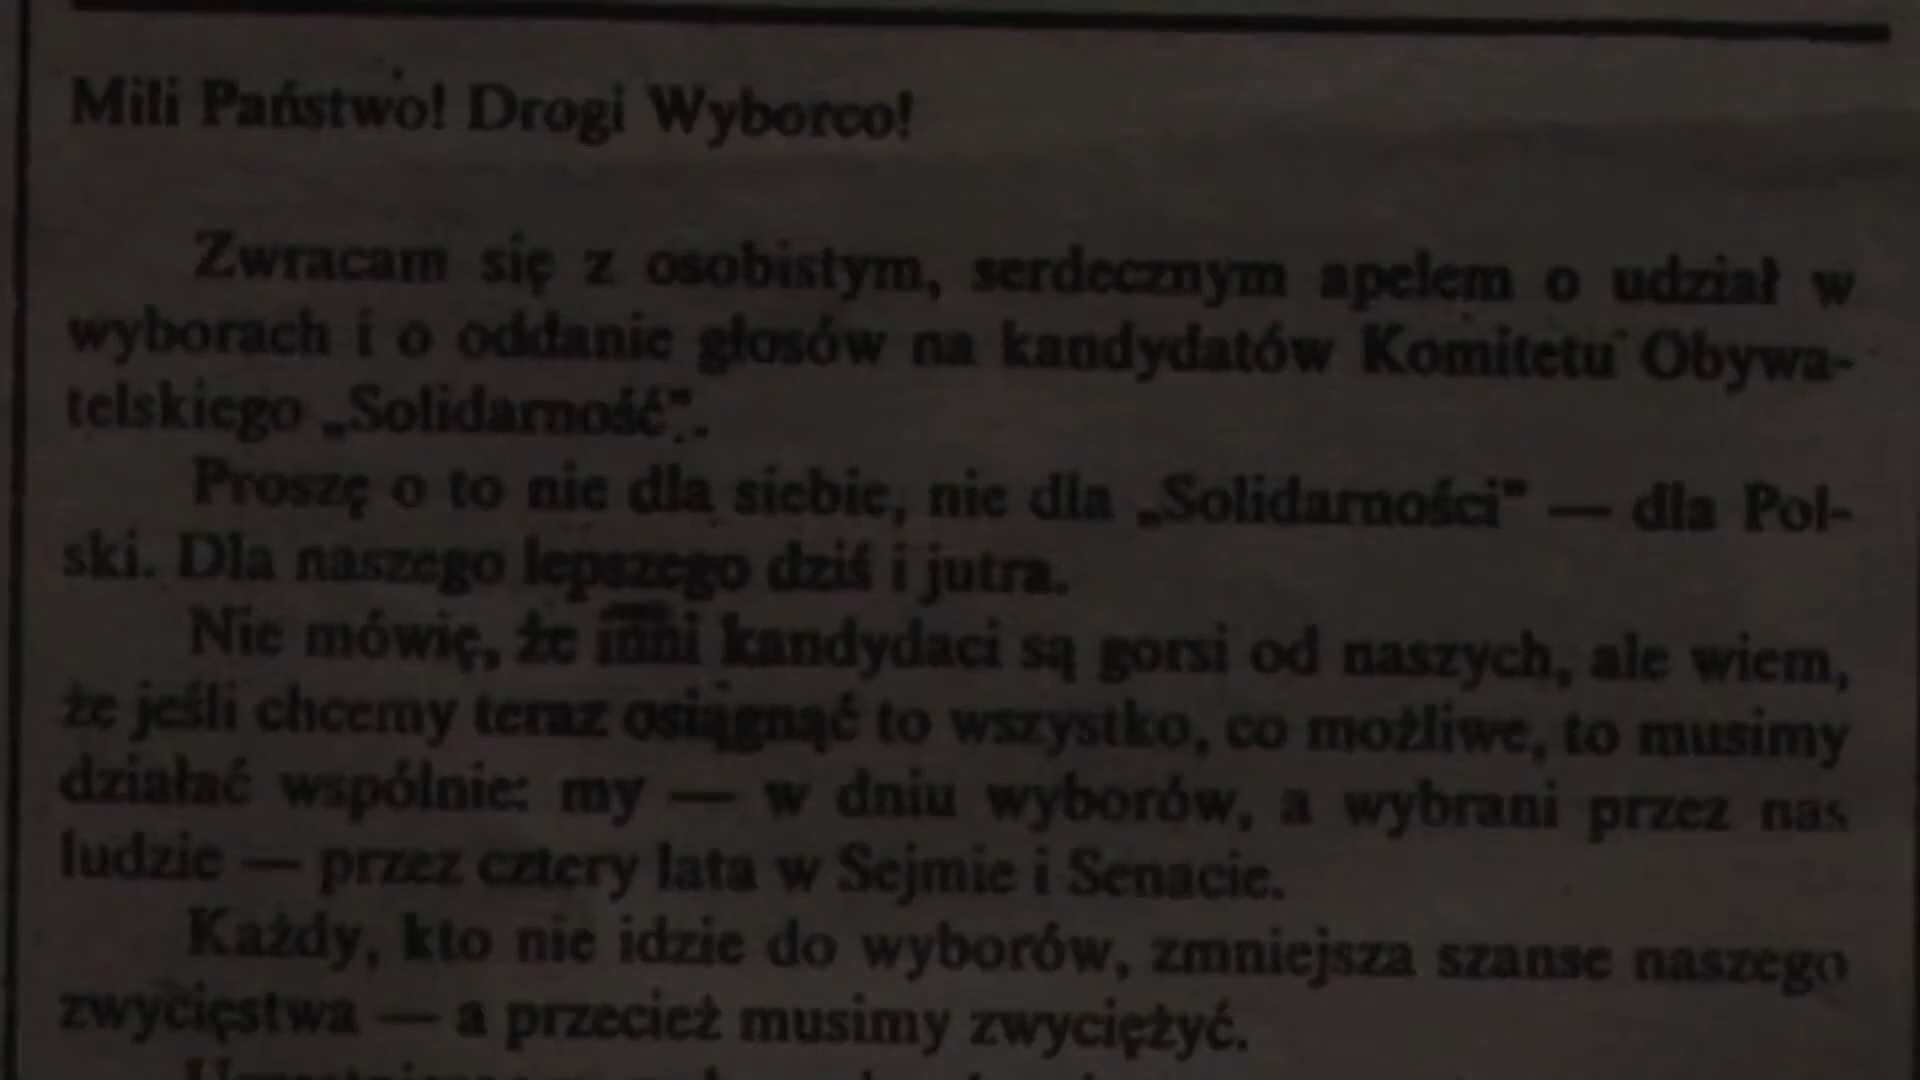 Mili Państwo! Drogi Wyborco!
Zwracam się z osobistym, serdecznym apelem o udział w
wyborach i o oddanie głosów na kandydatów Komitetu Obywa-
telskiego „Solidarność”.
Proszę o to nie dla siebie, nie dla „Solidarności” — dla Pol-
ski. Dla naszego lepszego dziś i jutra.
Nie mówię, że inni kandydaci są gorsi od naszych, ale wiem,
że jeśli chcemy teraz osiągnąć to wszystko, co możliwe, to musimy
działać wspólnie: my — w dniu wyborów, a wybrani przez nas
ludzie — przez cztery lata w Sejmie i Senacie.
Każdy, kto nie idzie do wyborów, zmniejsza szanse naszego
zwycięstwa — a przecież musimy zwyciężyć.